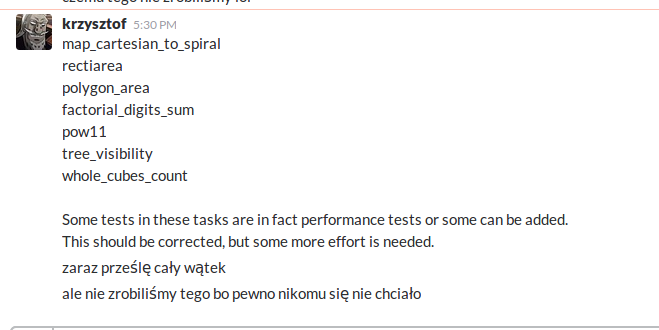 krzysztof 5:30 PM
map_cartesian_to_spiral
rectiarea
polygon_area
factorial_digits_sum
pow11
tree_visibility
whole_cubes_count
Some tests in these tasks are in fact performance tests or some can be added.
This should be corrected, but some more effort is needed.
zaraz prześlę cały wątek
ale nie zrobiliśmy tego bo pewno nikomu się nie chciało